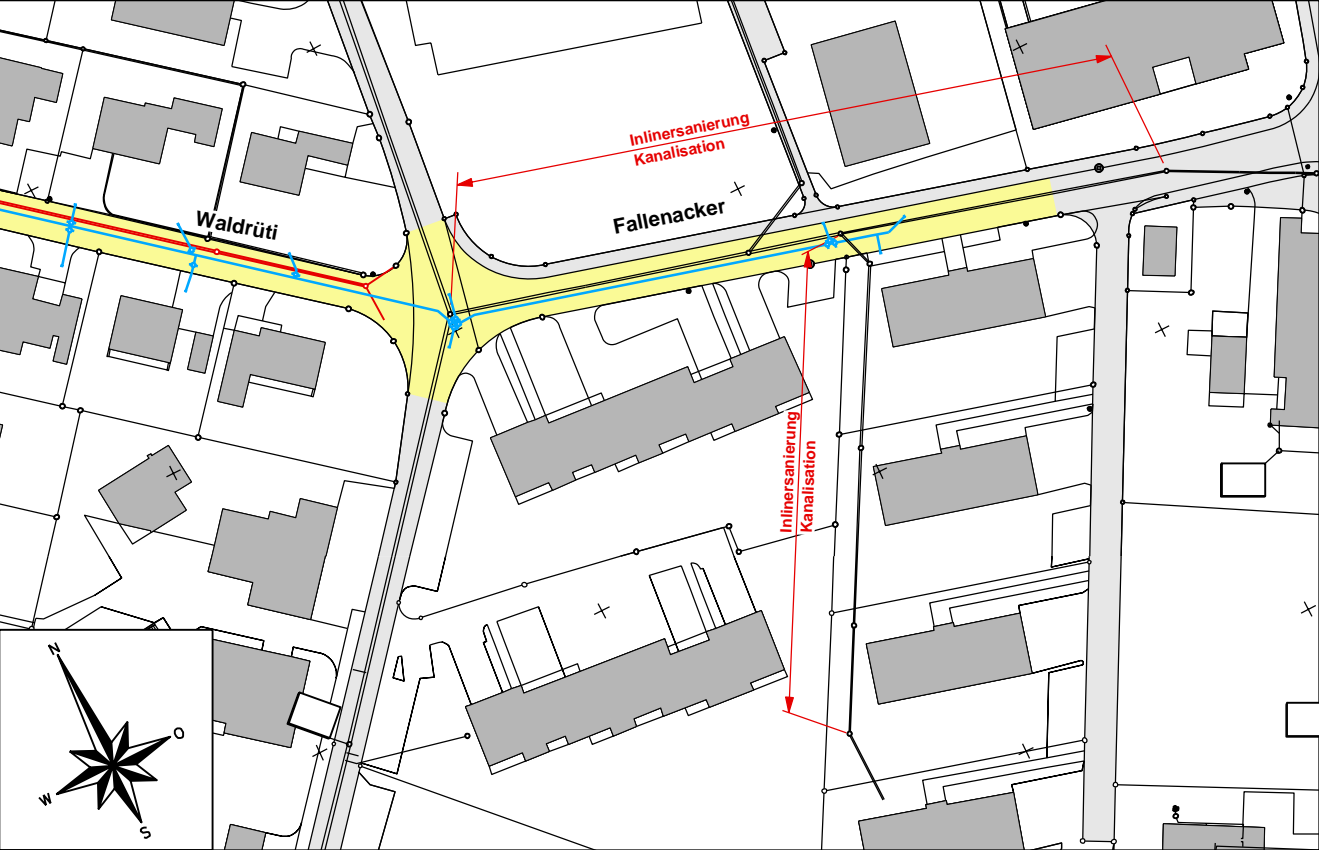 Inlinersanierung
Kanalisation
Waldrüti
Fallenacker
Inlinersanierung
Kanalisation
N
O
W
S